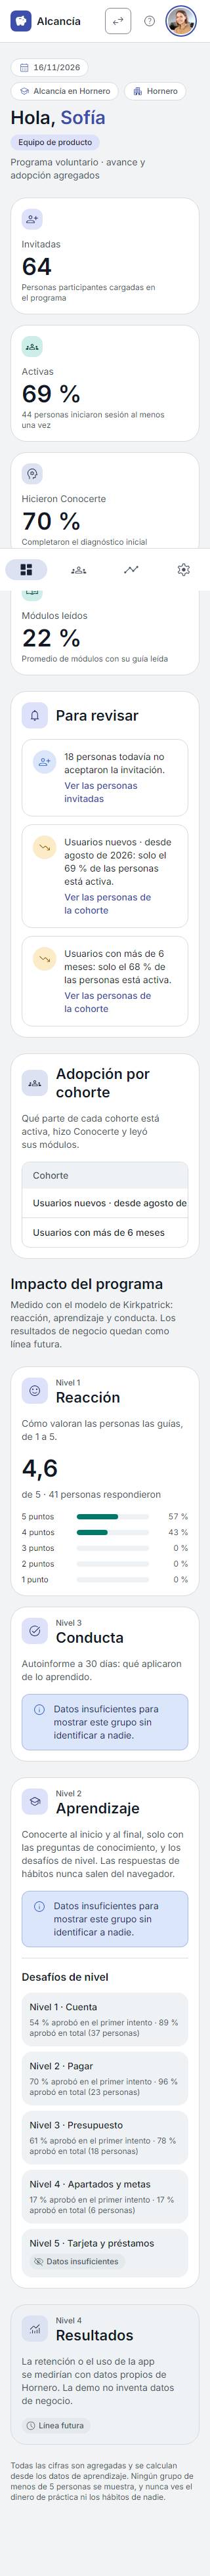 Alcancía
16/11/2026
Alcancía en Hornero
Hornero
Hola, Sofía
Equipo de producto
Programa voluntario · avance y
adopción agregados
Invitadas
64
Personas participantes cargadas en
el programa
Activas
69 %
44 personas iniciaron sesión al menos
una vez
Hicieron Conocerte
70 %
Completaron el diagnóstico inicial
Módulos leídos
22 %
Promedio de módulos con su guía leída
Para revisar
18 personas todavía no
aceptaron la invitación.
Ver las personas
invitadas
Usuarios nuevos · desde
agosto de 2026: solo el
69 % de las personas
está activa.
Ver las personas de
la cohorte
Usuarios con más de 6
meses: solo el 68 % de
las personas está activa.
Ver las personas de
la cohorte
Adopción por
cohorte
Qué parte de cada cohorte está
activa, hizo Conocerte y leyó
sus módulos.
Cohorte
Usuarios nuevos · desde agosto de
Usuarios con más de 6 meses
Impacto del programa
Medido con el modelo de Kirkpatrick:
reacción, aprendizaje y conducta. Los
resultados de negocio quedan como
línea futura.
Nivel 1
Reacción
Cómo valoran las personas las guías,
de 1 a 5.
4,6
de 5 · 41 personas respondieron
5 puntos 57 %
4 puntos 43 %
3 puntos 0 %
2 puntos 0 %
1 punto 0 %
Nivel 3
Conducta
Autoinforme a 30 días: qué aplicaron
de lo aprendido.
Datos insuficientes para
mostrar este grupo sin
identificar a nadie.
Nivel 2
Aprendizaje
Conocerte al inicio y al final, solo con
las preguntas de conocimiento, y los
desafíos de nivel. Las respuestas de
hábitos nunca salen del navegador.
Datos insuficientes para
mostrar este grupo sin
identificar a nadie.
Desafíos de nivel
Nivel 1 · Cuenta
54 % aprobó en el primer intento · 89 %
aprobó en total (37 personas)
Nivel 2 · Pagar
70 % aprobó en el primer intento · 96 %
aprobó en total (23 personas)
Nivel 3 · Presupuesto
61 % aprobó en el primer intento · 78 %
aprobó en total (18 personas)
Nivel 4 · Apartados y metas
17 % aprobó en el primer intento · 17 %
aprobó en total (6 personas)
Nivel 5 · Tarjeta y préstamos
Datos insuficientes
Nivel 4
Resultados
La retención o el uso de la app
se medirían con datos propios de
Hornero. La demo no inventa datos
de negocio.
Línea futura
Todas las cifras son agregadas y se calculan
desde los datos de aprendizaje. Ningún grupo de
menos de 5 personas se muestra, y nunca ves el
dinero de práctica ni los hábitos de nadie.